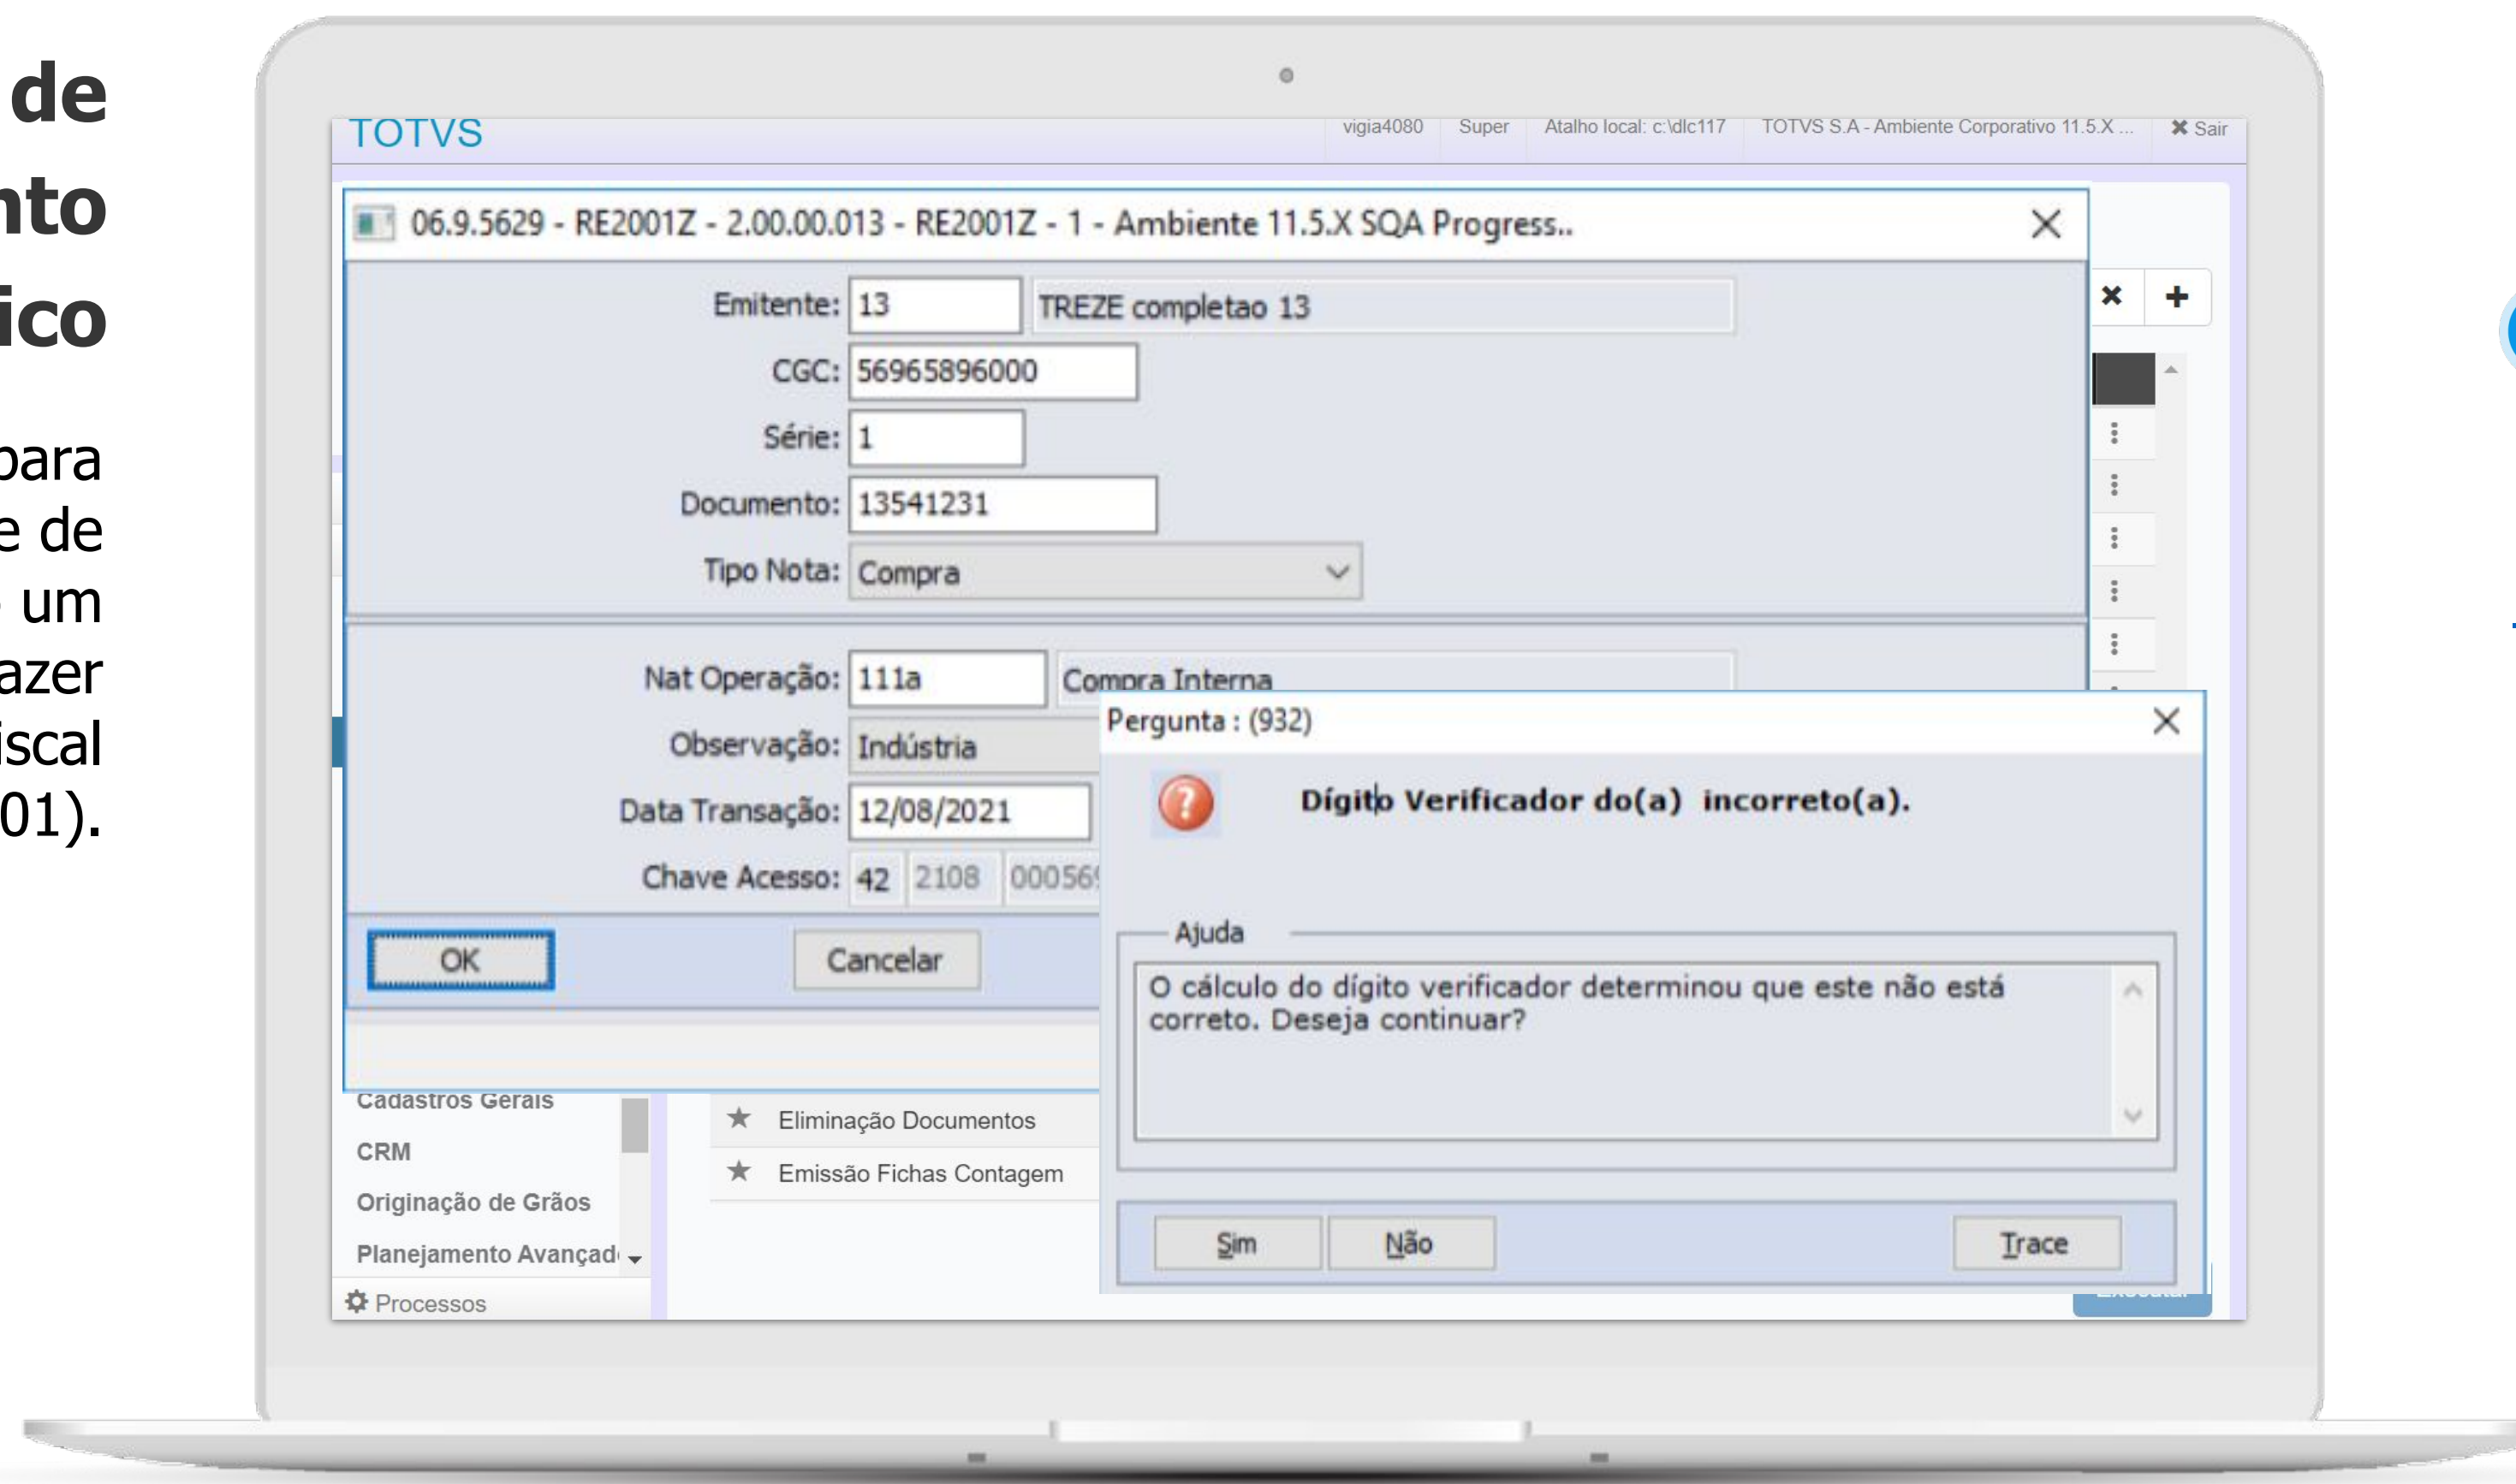 de
nto
ico
para
e de
um
azer
iscal
01).
TOTVS
vigia4080 Super Atalho local: c:\dlc117 TOTVS S.A - Ambiente Corporativo 11.5.X ... Sair
06.9.5629 - RE2001Z - 2.00.00.013 - RE2001Z - 1 - Ambiente 11.5.X SQA Progress..
Emitente: 13 TREZE completao 13
CGC: 56965896000
Série: 1
Documento: 13541231
Tipo Nota: Compra
Nat Operação: 111a Compra Interna
Observação: Indústria
Data Transação: 12/08/2021
Chave Acesso: 42 2108 00056
OK Cancelar
Pergunta : (932)
Dígito Verificador do(a) incorreto(a).
Ajuda
O cálculo do dígito verificador determinou que este não está
correto. Deseja continuar?
Sim Não Trace
Cadastros Gerais
CRM
Originação de Grãos
Planejamento Avançad
Processos
Eliminação Documentos
Emissão Fichas Contagem